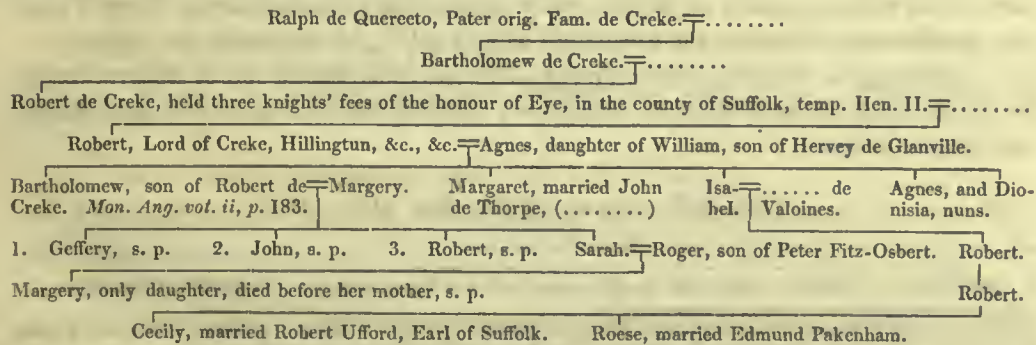 Ralph de Querceto, Pater orig. Fam. de Creke.=........
Bartholomew de Creke.=........
Robert de Creke, held three knights' fees of the honour of Eye, in the county of Suffolk, temp. Hen. II.=........
Robert, Lord of Creke, Hillingtun, &c., &c.=Agnes, daughter of William, son of Hervey de Glanville.
Bartholomew, son of Robert de=Margery. Margaret, married John Isa-=...... de Agnes, and Dio-
Creke. Mon. Ang. vol. ii, p. 183. de Thorpe, (........) bel. Valoines. nisia, nuns.
1. Geffery, s. p. 2. John, s. p. 3. Robert, s. p. Sarah.=Roger, son of Peter Fitz-Osbert. Robert.
Margery, only daughter, died before her mother, s. p. Robert.
Cecily, married Robert Ufford, Earl of Suffolk. Roese, married Edmund Pakenham.